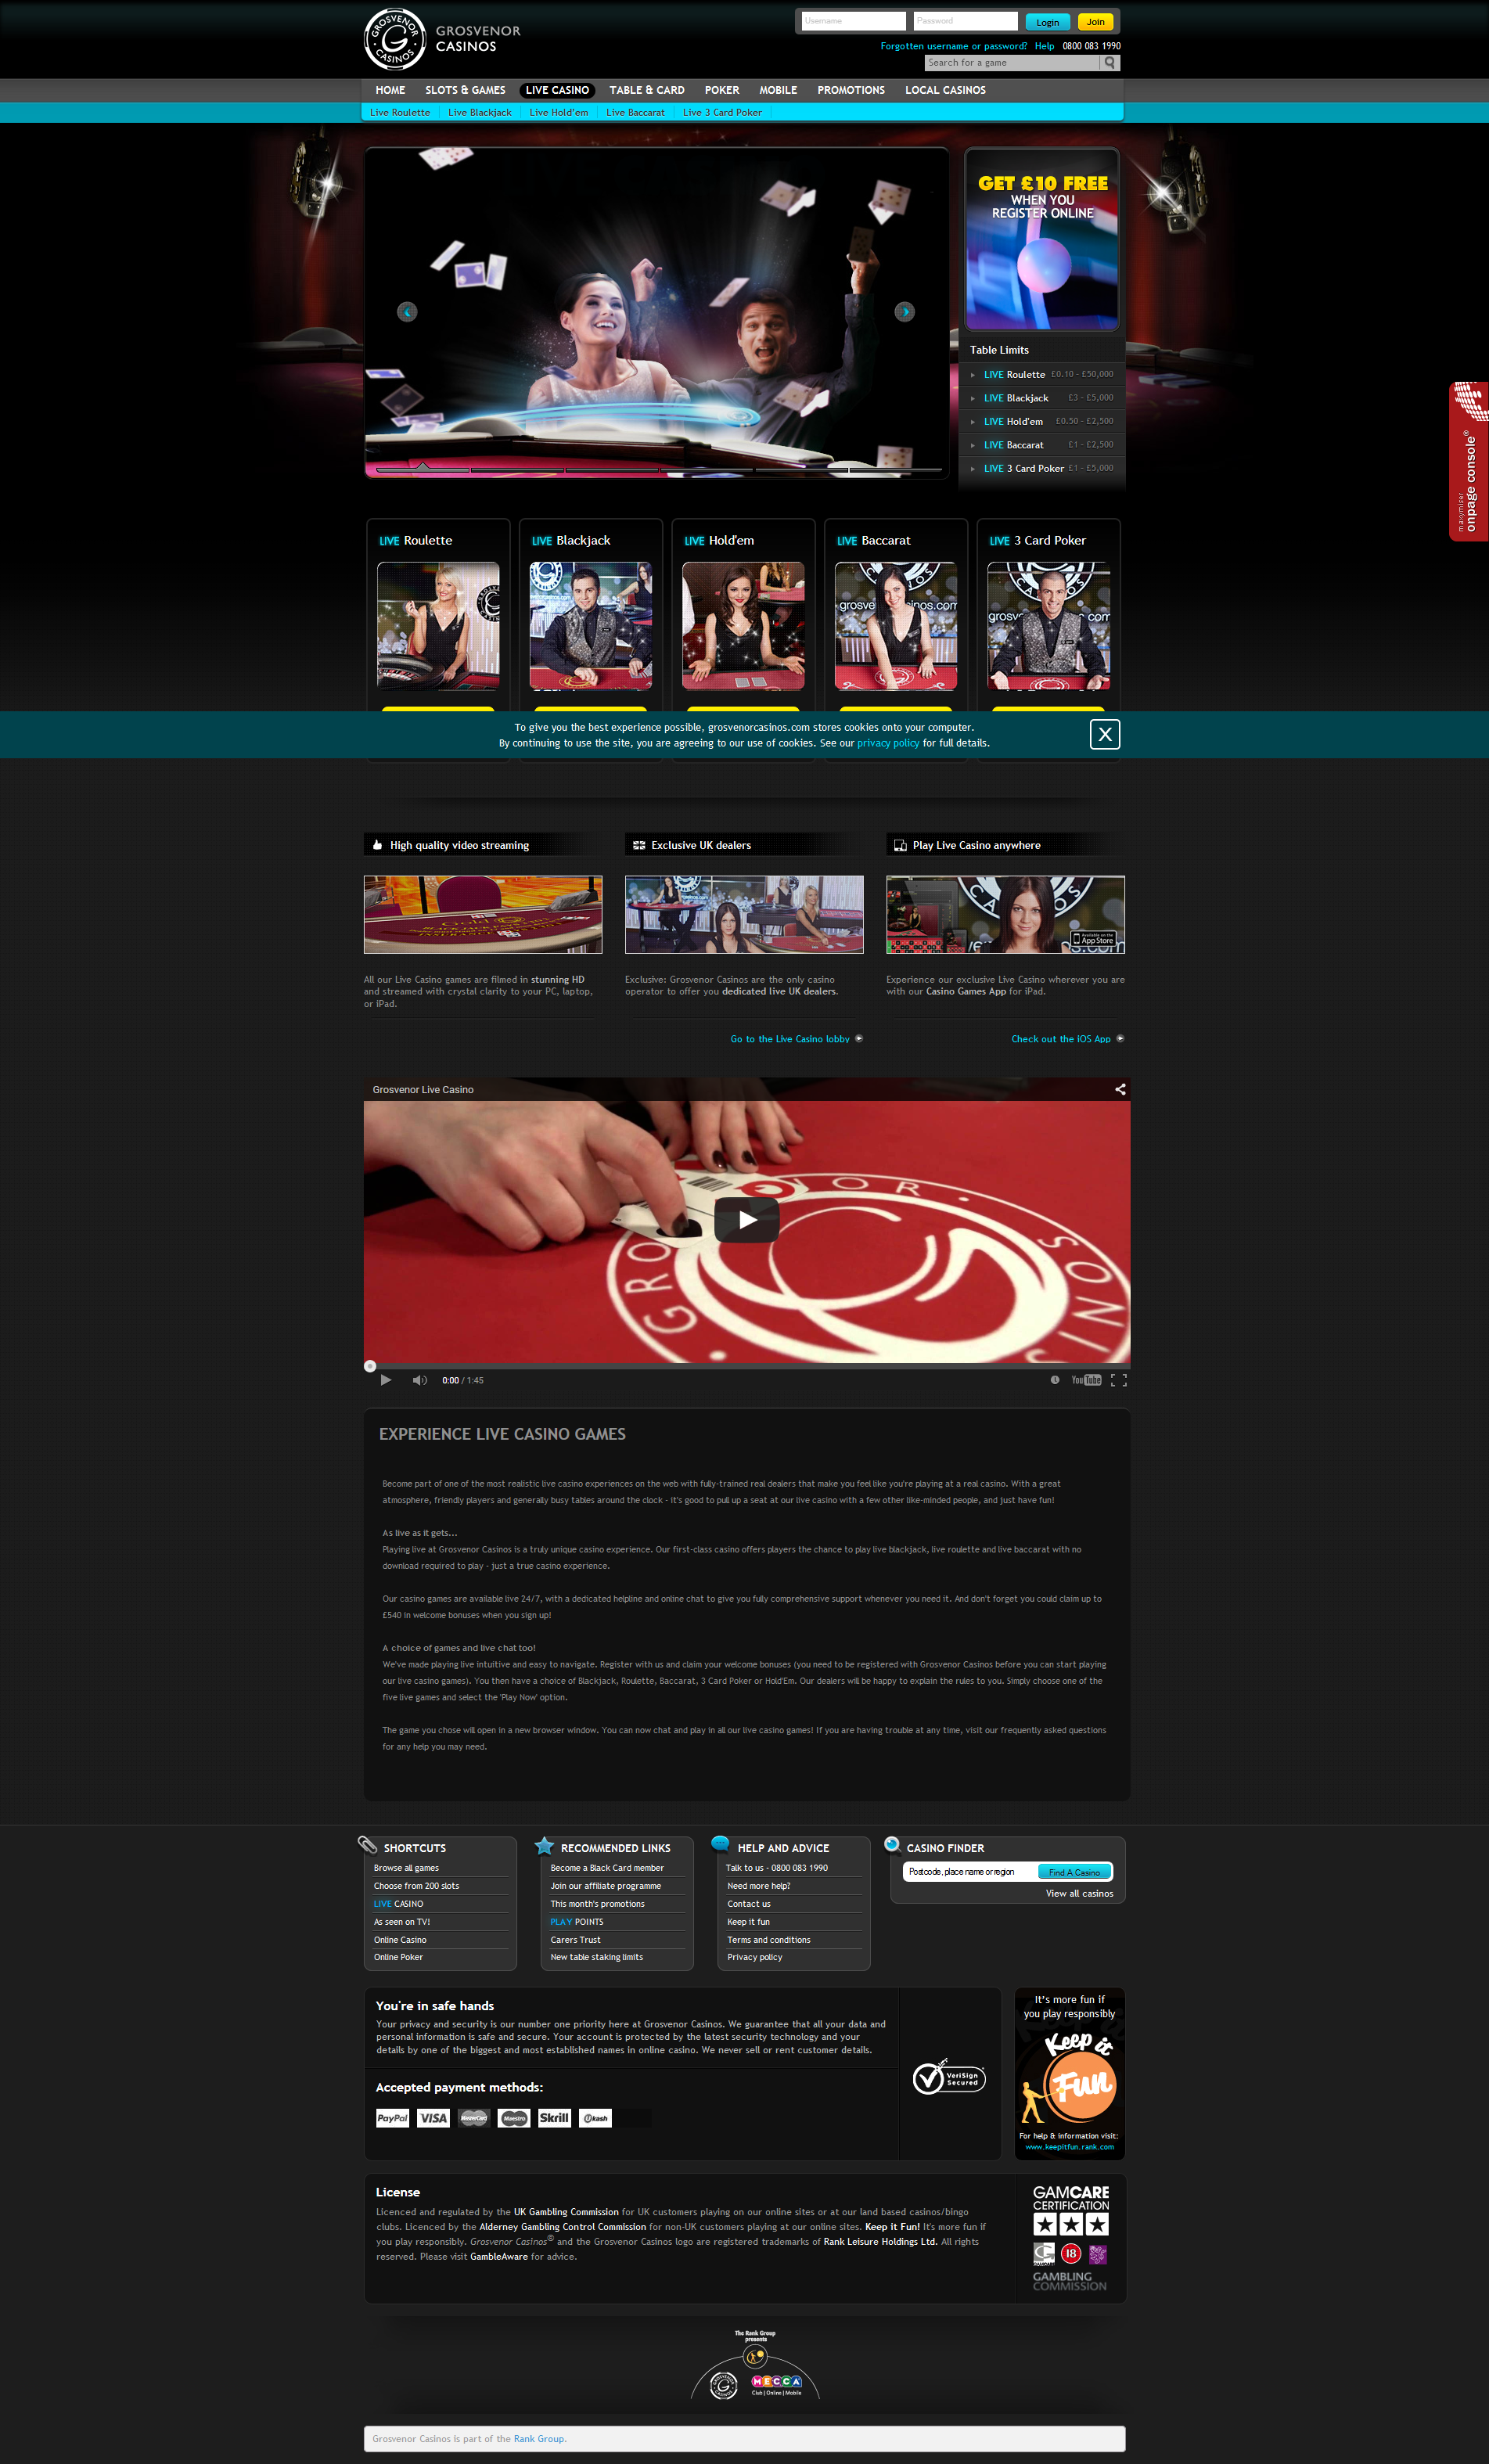 GROSVENOR
CASINOS
Username
Password
Login
Join
Forgotten username or password? Help 0800 083 1990
Search for a game
HOME SLOTS & GAMES LIVE CASINO TABLE & CARD POKER MOBILE PROMOTIONS LOCAL CASINOS
Live Roulette Live Blackjack Live Hold'em Live Baccarat Live 3 Card Poker
GET £10 FREE
WHEN YOU
REGISTER ONLINE
Table Limits
LIVE Roulette £0.10 - £50,000
LIVE Blackjack £3 - £5,000
LIVE Hold'em £0.50 - £2,500
LIVE Baccarat £1 - £2,500
LIVE 3 Card Poker £1 - £5,000
maxymiser
onpage console®
LIVE Roulette
LIVE Blackjack
LIVE Hold'em
LIVE Baccarat
LIVE 3 Card Poker
To give you the best experience possible, grosvenorcasinos.com stores cookies onto your computer.
By continuing to use the site, you are agreeing to our use of cookies. See our privacy policy for full details.
X
High quality video streaming
Exclusive UK dealers
Play Live Casino anywhere
Available on the
App Store
All our Live Casino games are filmed in stunning HD
and streamed with crystal clarity to your PC, laptop,
or iPad.
Exclusive: Grosvenor Casinos are the only casino
operator to offer you dedicated live UK dealers.
Experience our exclusive Live Casino wherever you are
with our Casino Games App for iPad.
Go to the Live Casino lobby
Check out the IOS App
Grosvenor Live Casino
0:00 / 1:45
YouTube
EXPERIENCE LIVE CASINO GAMES
Become part of one of the most realistic live casino experiences on the web with fully-trained real dealers that make you feel like you're playing at a real casino. With a great
atmosphere, friendly players and generally busy tables around the clock - it's good to pull up a seat at our live casino with a few other like-minded people, and just have fun!
As live as it gets...
Playing live at Grosvenor Casinos is a truly unique casino experience. Our first-class casino offers players the chance to play live blackjack, live roulette and live baccarat with no
download required to play - just a true casino experience.
Our casino games are available live 24/7, with a dedicated helpline and online chat to give you fully comprehensive support whenever you need it. And don't forget you could claim up to
£540 in welcome bonuses when you sign up!
A choice of games and live chat too!
We've made playing live intuitive and easy to navigate. Register with us and claim your welcome bonuses (you need to be registered with Grosvenor Casinos before you can start playing
our live casino games). You then have a choice of Blackjack, Roulette, Baccarat, 3 Card Poker or Hold'Em. Our dealers will be happy to explain the rules to you. Simply choose one of the
five live games and select the 'Play Now' option.
The game you chose will open in a new browser window. You can now chat and play in all our live casino games! If you are having trouble at any time, visit our frequently asked questions
for any help you may need.
SHORTCUTS
Browse all games
Choose from 200 slots
LIVE CASINO
As seen on TV!
Online Casino
Online Poker
RECOMMENDED LINKS
Become a Black Card member
Join our affiliate programme
This month's promotions
PLAY POINTS
Carers Trust
New table staking limits
HELP AND ADVICE
Talk to us - 0800 083 1990
Need more help?
Contact us
Keep it fun
Terms and conditions
Privacy policy
CASINO FINDER
Postcode, place name or region
Find A Casino
View all casinos
You're in safe hands
Your privacy and security is our number one priority here at Grosvenor Casinos. We guarantee that all your data and
personal information is safe and secure. Your account is protected by the latest security technology and your
details by one of the biggest and most established names in online casino. We never sell or rent customer details.
Accepted payment methods:
PayPal VISA MasterCard Maestro Skrill Ukash
VeriSign
Secured
It's more fun if
you play responsibly
Keep it
Fun
For help & information visit:
www.keepitfun.rank.com
License
Licenced and regulated by the UK Gambling Commission for UK customers playing on our online sites or at our land based casinos/bingo
clubs. Licenced by the Alderney Gambling Control Commission for non-UK customers playing at our online sites. Keep it Fun! It's more fun if
you play responsibly. Grosvenor Casinos® and the Grosvenor Casinos logo are registered trademarks of Rank Leisure Holdings Ltd. All rights
reserved. Please visit GambleAware for advice.
GAMCARE
CERTIFICATION
18
GAMBLING
COMMISSION
The Rank Group
presents
MECCA
Club | Online | Mobile
Grosvenor Casinos is part of the Rank Group.